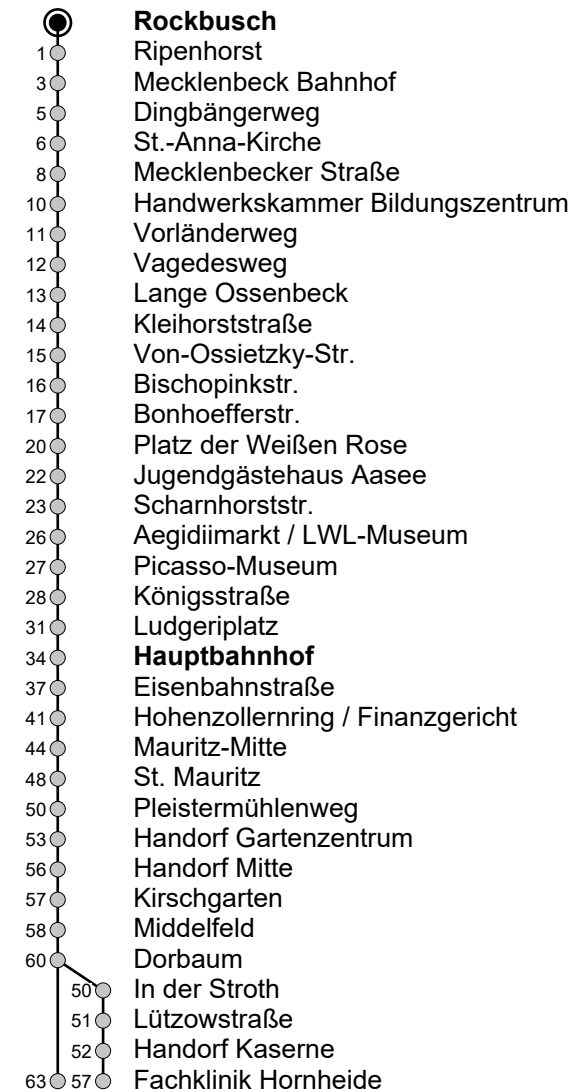 Rockbusch
1 Ripenhorst
3 Mecklenbeck Bahnhof
5 Dingbängerweg
6 St.-Anna-Kirche
8 Mecklenbecker Straße
10 Handwerkskammer Bildungszentrum
11 Vorländerweg
12 Vagedesweg
13 Lange Ossenbeck
14 Kleihorststraße
15 Von-Ossietzky-Str.
16 Bischopinkstr.
17 Bonhoefferstr.
20 Platz der Weißen Rose
22 Jugendgästehaus Aasee
23 Scharnhorststr.
26 Aegidiimarkt / LWL-Museum
27 Picasso-Museum
28 Königsstraße
31 Ludgeriplatz
34 Hauptbahnhof
37 Eisenbahnstraße
41 Hohenzollernring / Finanzgericht
44 Mauritz-Mitte
48 St. Mauritz
50 Pleistermühlenweg
53 Handorf Gartenzentrum
56 Handorf Mitte
57 Kirschgarten
58 Middelfeld
60 Dorbaum
50 In der Stroth
51 Lützowstraße
52 Handorf Kaserne
63 57 Fachklinik Hornheide